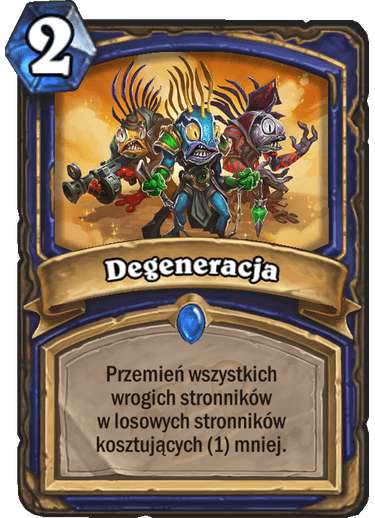 2
Degeneracja
Przemień wszystkich
wrogich stronników
w losowych stronników
kosztujących (1) mniej.